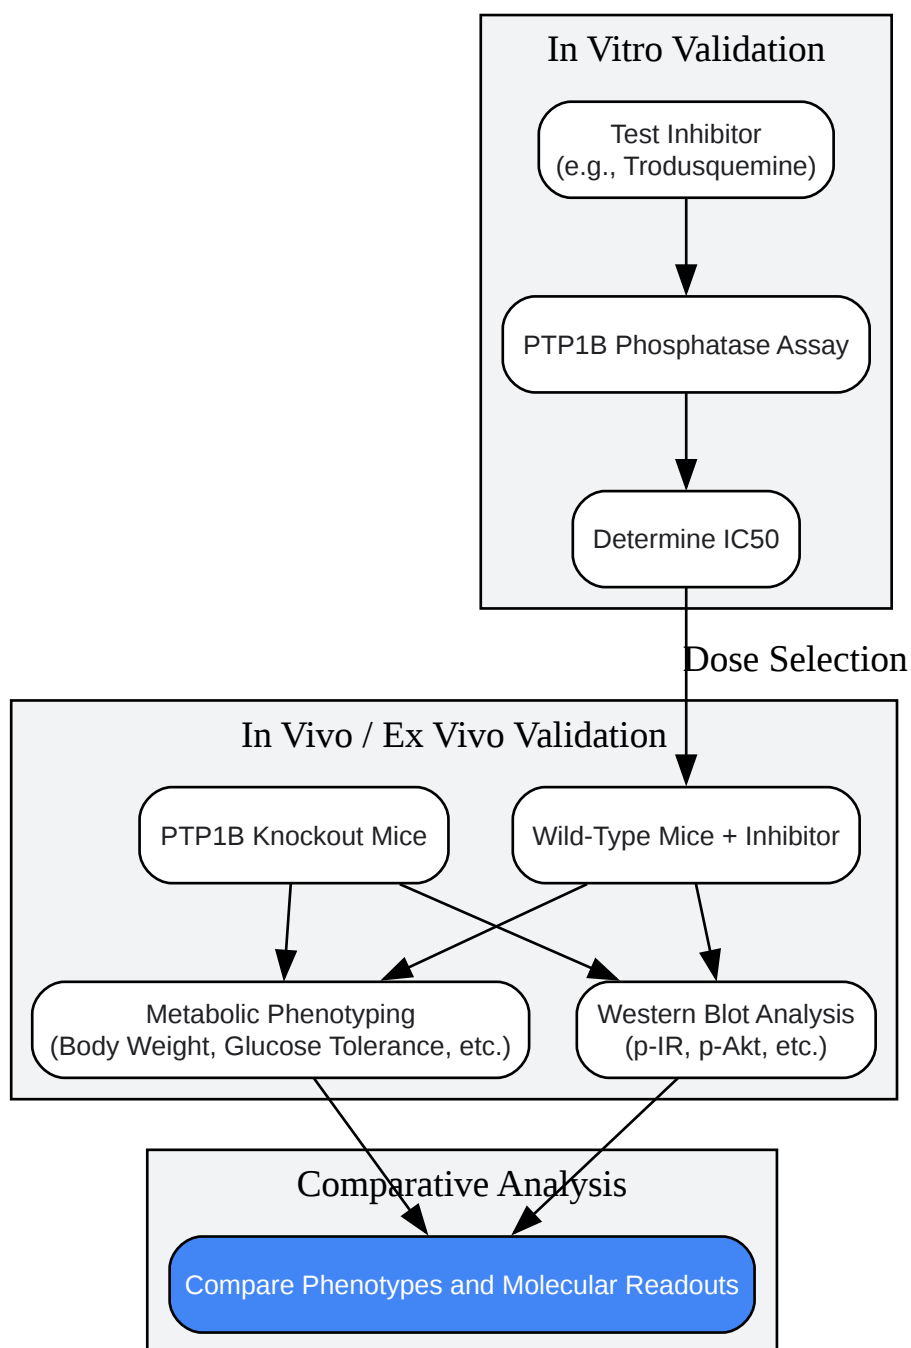 In Vitro Validation
Test Inhibitor
(e.g., Trodusquemine)
PTP1B Phosphatase Assay
Determine IC50
Dose Selection
In Vivo / Ex Vivo Validation
PTP1B Knockout Mice
Wild-Type Mice + Inhibitor
Metabolic Phenotyping
(Body Weight, Glucose Tolerance, etc.)
Western Blot Analysis
(p-IR, p-Akt, etc.)
Comparative Analysis
Compare Phenotypes and Molecular Readouts